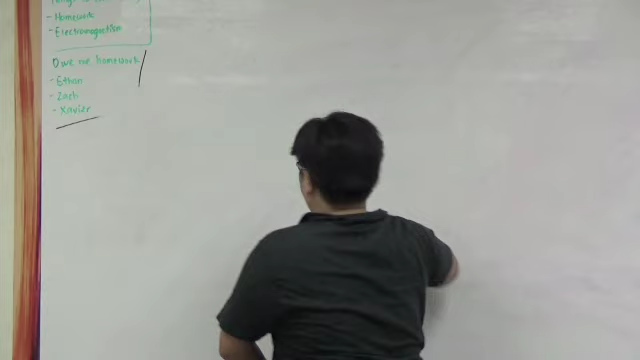 - Homework
- Electromagnetism
Owe me homework
- Ethan
- Zach
- Xavier